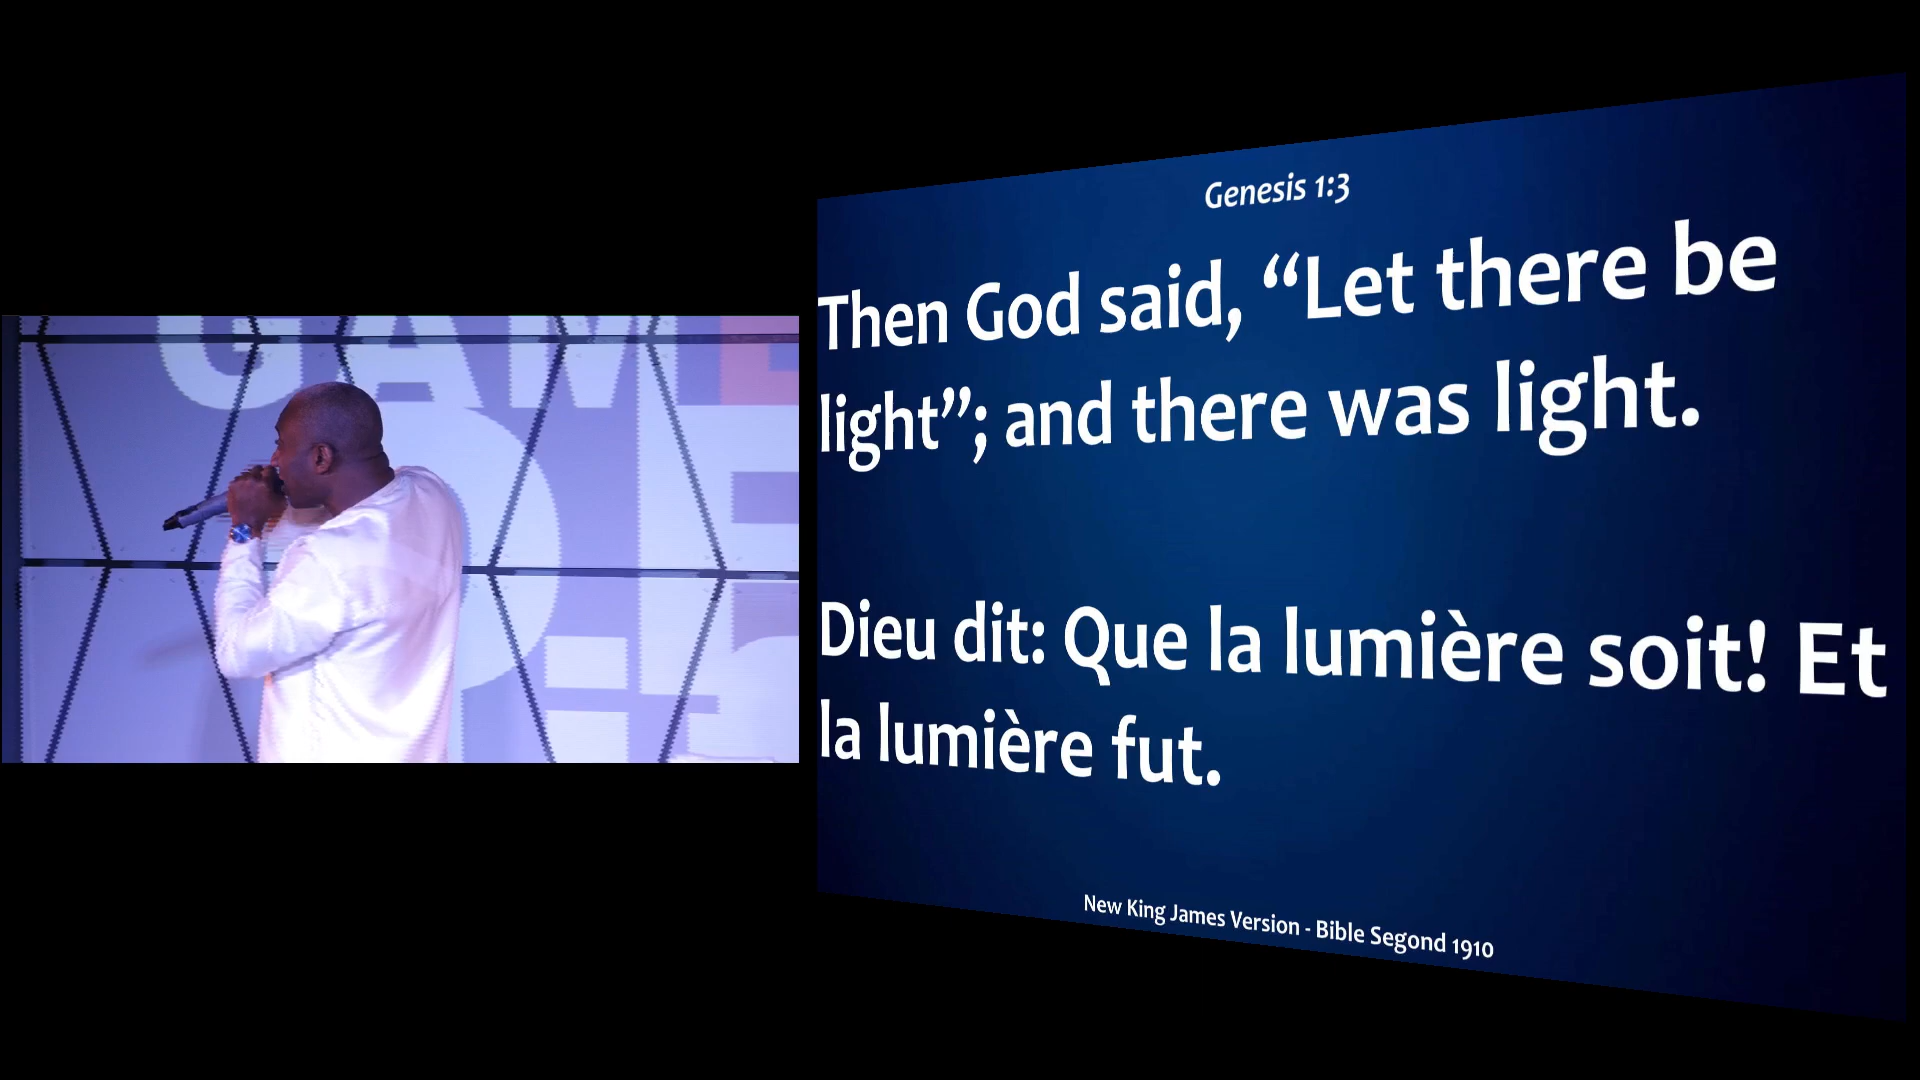 GAME
Genesis 1:3
Then God said, “Let there be
light”; and there was light.
Dieu dit: Que la lumière soit! Et
la lumière fut.
New King James Version - Bible Segond 1910